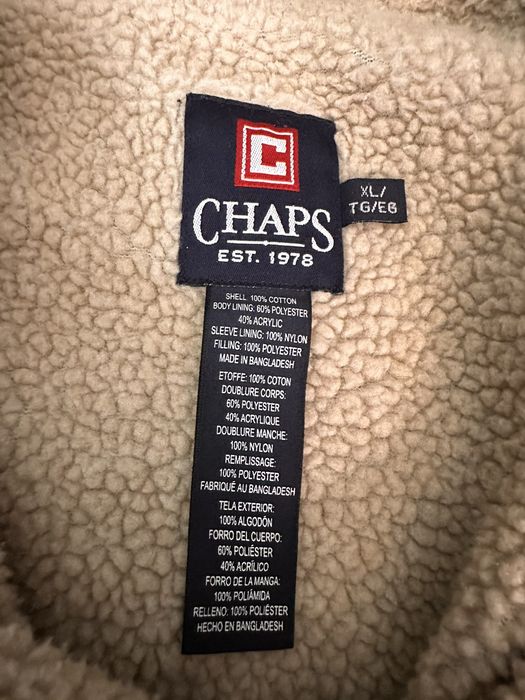 C
CHAPS
EST. 1978
XL/
TG/EG
SHELL 100% COTTON
BODY LINING: 60% POLYESTER
40% ACRYLIC
SLEEVE LINING: 100% NYLON
FILLING: 100% POLYESTER
MADE IN BANGLADESH
ETOFFE: 100% COTON
DOUBLURE CORPS:
60% POLYESTER
40% ACRYLIQUE
DOUBLURE MANCHE:
100% NYLON
REMPLISSAGE:
100% POLYESTER
FABRIQUÉ AU BANGLADESH
TELA EXTERIOR:
100% ALGODÓN
FORRO DEL CUERPO:
60% POLIÉSTER
40% ACRÍLICO
FORRO DE LA MANGA:
100% POLIAMIDA
RELLENO: 100% POLIÉSTER
HECHO EN BANGLADESH